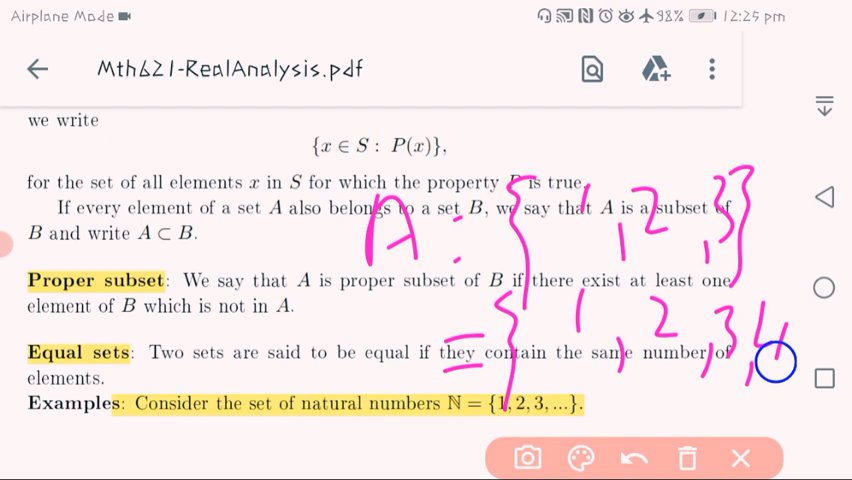 Airplane Mode 98% 12:25 pm
Mth621-RealAnalysis.pdf
we write
{x ∈ S : P(x)},
for the set of all elements x in S for which the property P is true.
If every element of a set A also belongs to a set B, we say that A is a subset of
B and write A ⊂ B.
A : { 1, 2, 3}
Proper subset: We say that A is proper subset of B if there exist at least one
element of B which is not in A.
= { 1, 2, 3, 4
Equal sets: Two sets are said to be equal if they contain the same number of
elements.
Examples: Consider the set of natural numbers ℕ = {1, 2, 3, ...}.